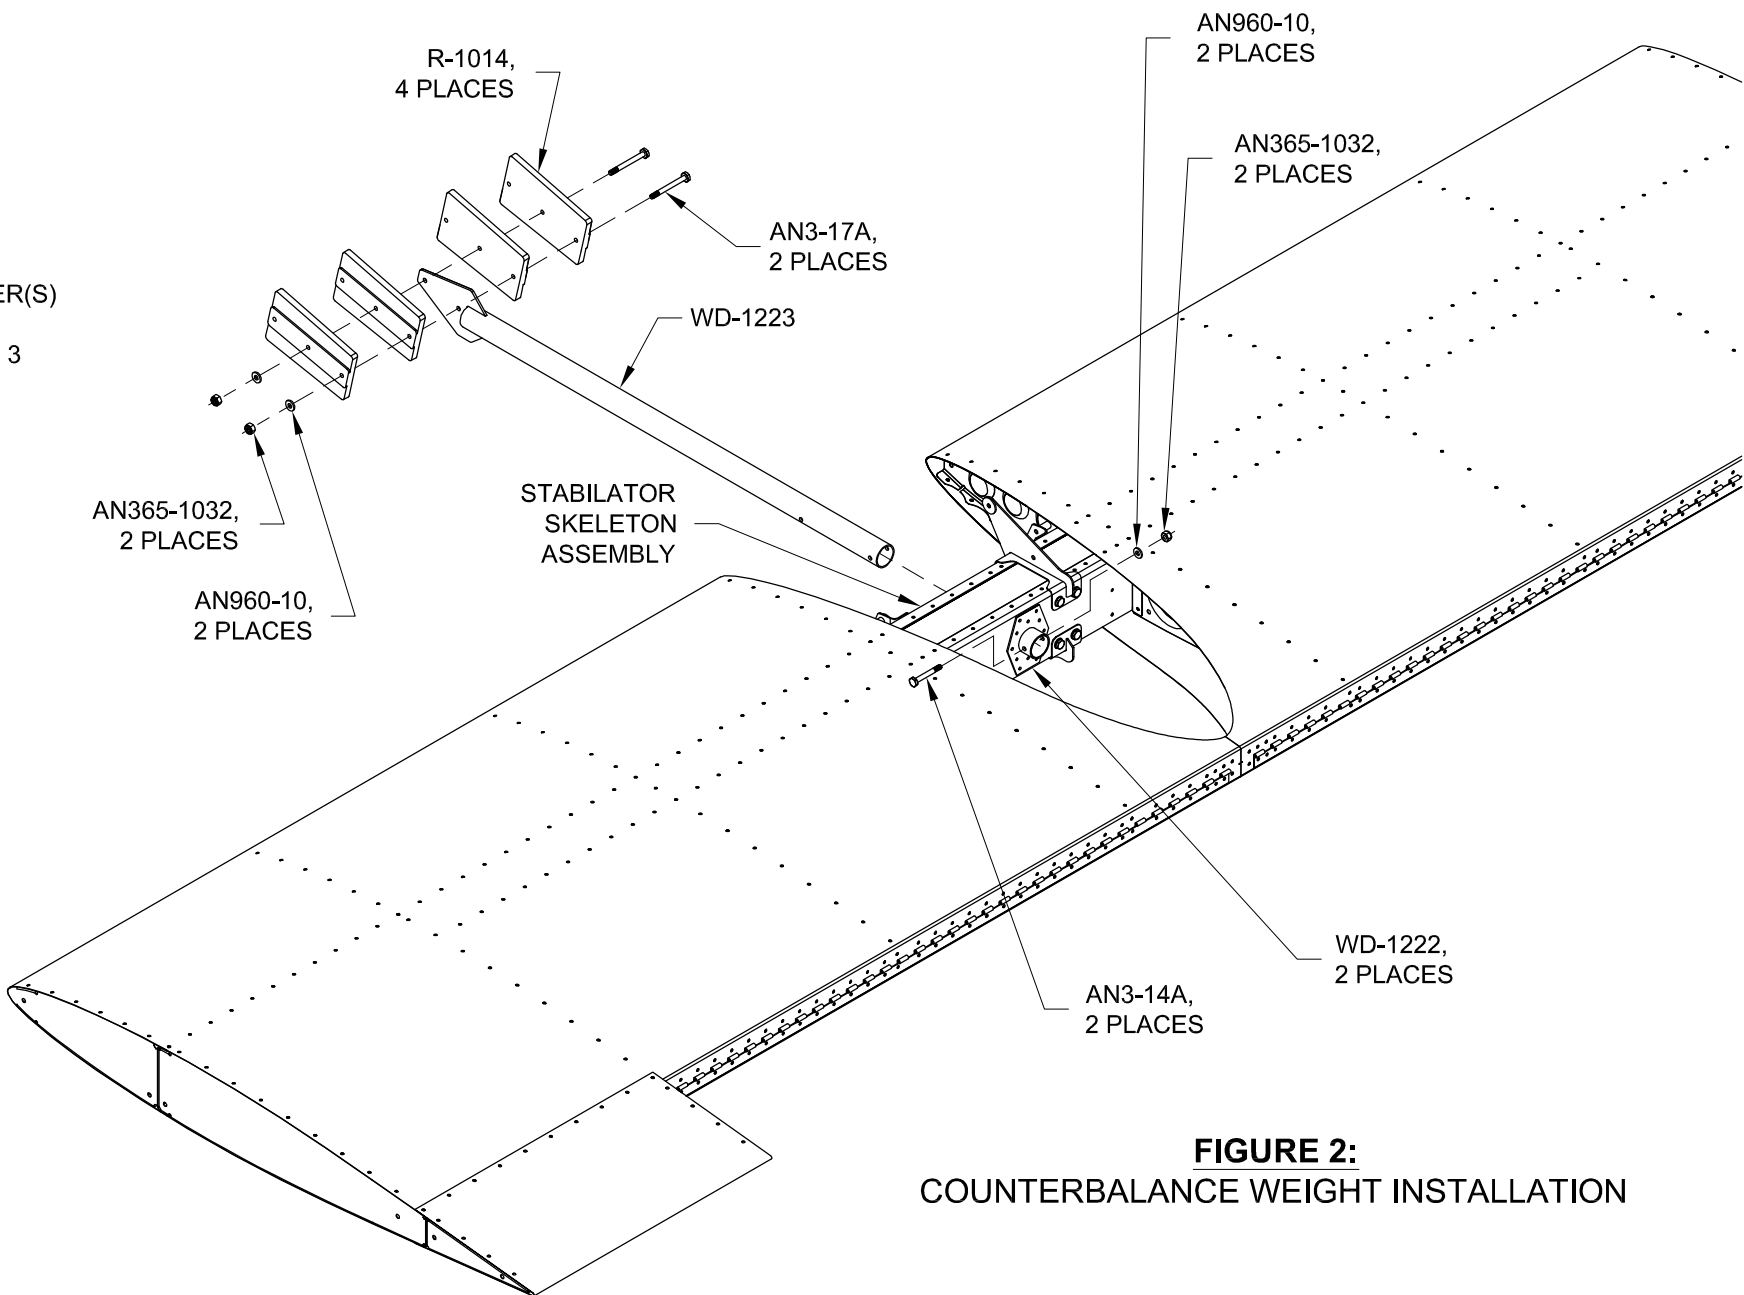 AN960-10,
2 PLACES
R-1014,
4 PLACES
AN365-1032,
2 PLACES
AN3-17A,
2 PLACES
ER(S)
3
WD-1223
STABILATOR
SKELETON
ASSEMBLY
AN365-1032,
2 PLACES
AN960-10,
2 PLACES
WD-1222,
2 PLACES
AN3-14A,
2 PLACES
FIGURE 2:
COUNTERBALANCE WEIGHT INSTALLATION